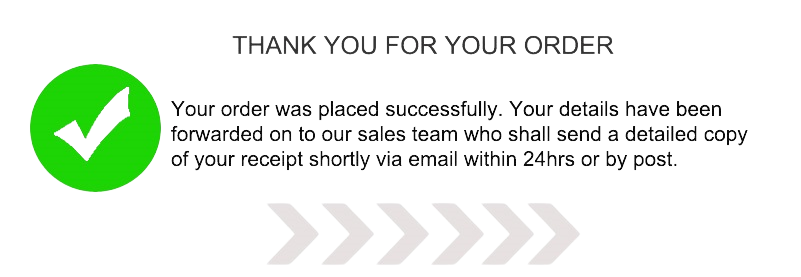 THANK YOU FOR YOUR ORDER
Your order was placed successfully. Your details have been
forwarded on to our sales team who shall send a detailed copy
of your receipt shortly via email within 24hrs or by post.